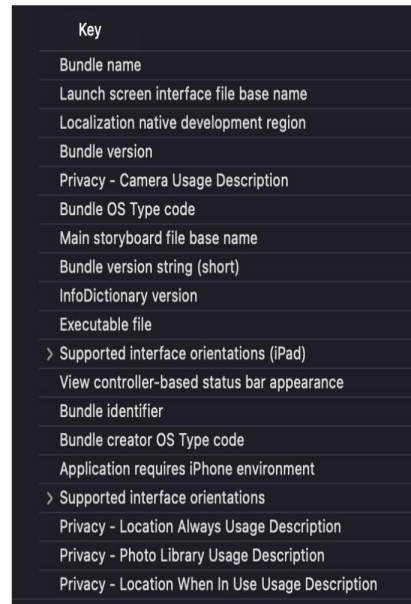 Key
Bundle name
Launch screen interface file base name
Localization native development region
Bundle version
Privacy - Camera Usage Description
Bundle OS Type code
Main storyboard file base name
Bundle version string (short)
InfoDictionary version
Executable file
> Supported interface orientations (iPad)
View controller-based status bar appearance
Bundle identifier
Bundle creator OS Type code
Application requires iPhone environment
> Supported interface orientations
Privacy - Location Always Usage Description
Privacy - Photo Library Usage Description
Privacy - Location When In Use Usage Description